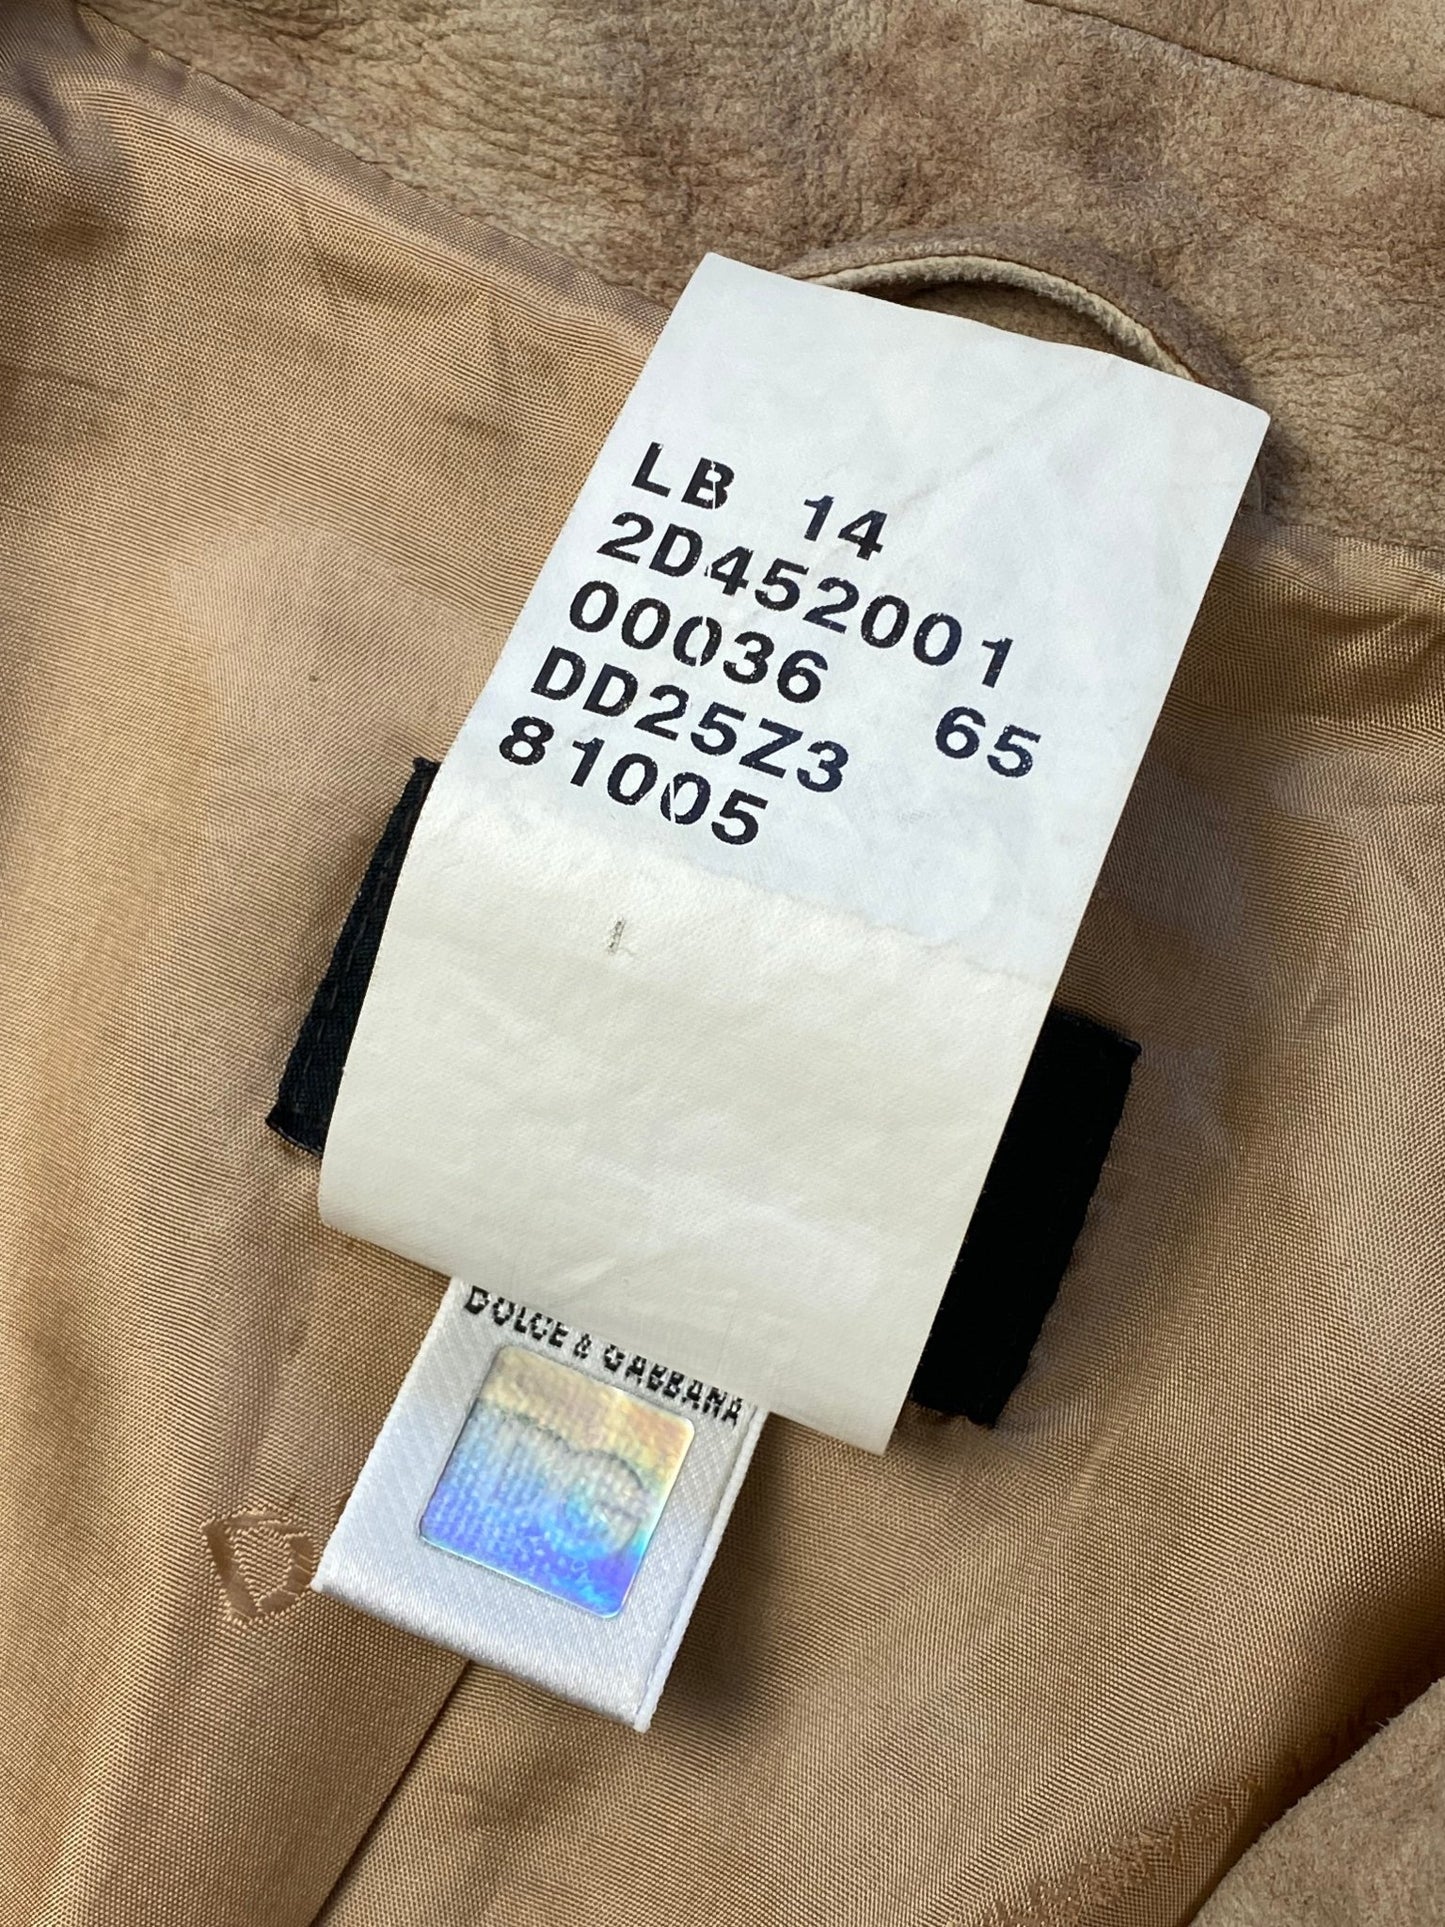 LB 14
2D452001
00036 65
DD25Z3
81005
DOLCE & GABBANA